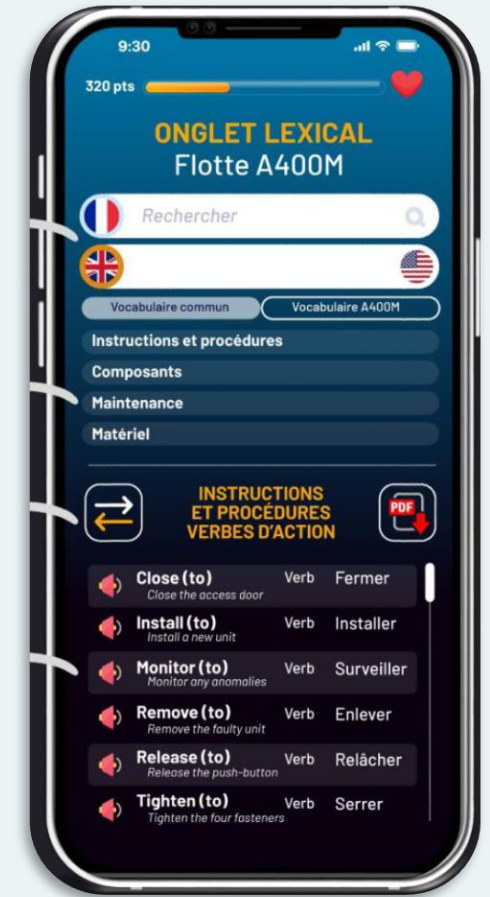 9:30
320 pts
ONGLET LEXICAL
Flotte A400M
Rechercher
Vocabulaire commun Vocabulaire A400M
Instructions et procédures
Composants
Maintenance
Matériel
INSTRUCTIONS
ET PROCÉDURES
VERBES D'ACTION
PDF
Close (to) Verb Fermer
Close the access door
Install (to) Verb Installer
Install a new unit
Monitor (to) Verb Surveiller
Monitor any anomalies
Remove (to) Verb Enlever
Remove the faulty unit
Release (to) Verb Relâcher
Release the push-button
Tighten (to) Verb Serrer
Tighten the four fasteners